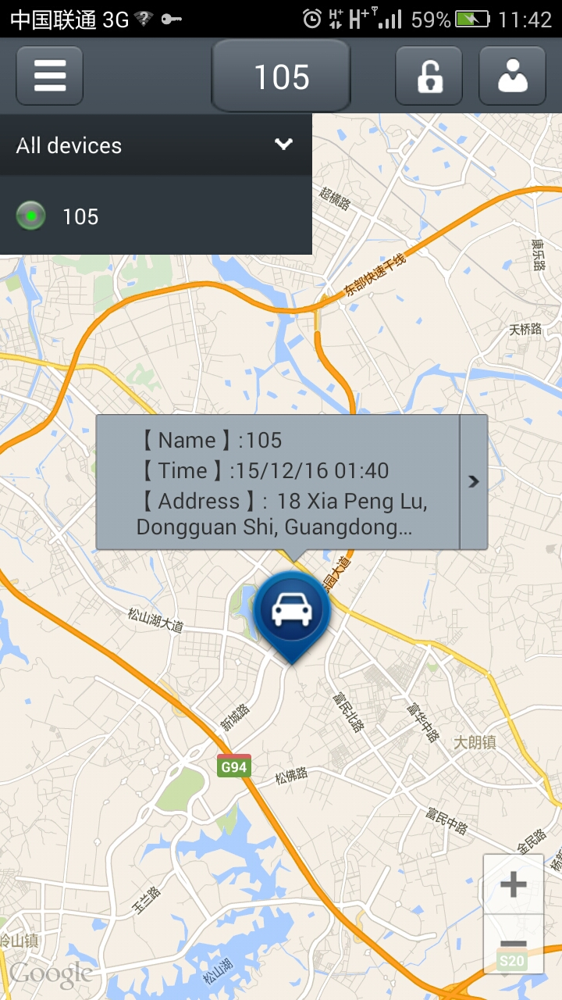 中国联通 3G
59%
11:42
105
All devices
105
超横路
康乐路
东部快速干线
天桥路
【 Name 】:105
【 Time 】:15/12/16 01:40
【 Address 】: 18 Xia Peng Lu,
Dongguan Shi, Guangdong...
园大道
松山湖大道
新城路
富民北路
富华中路
大朗镇
G94
松佛路
富民中路
金民路
玉兰路
岭山镇
松山湖
S20
Google